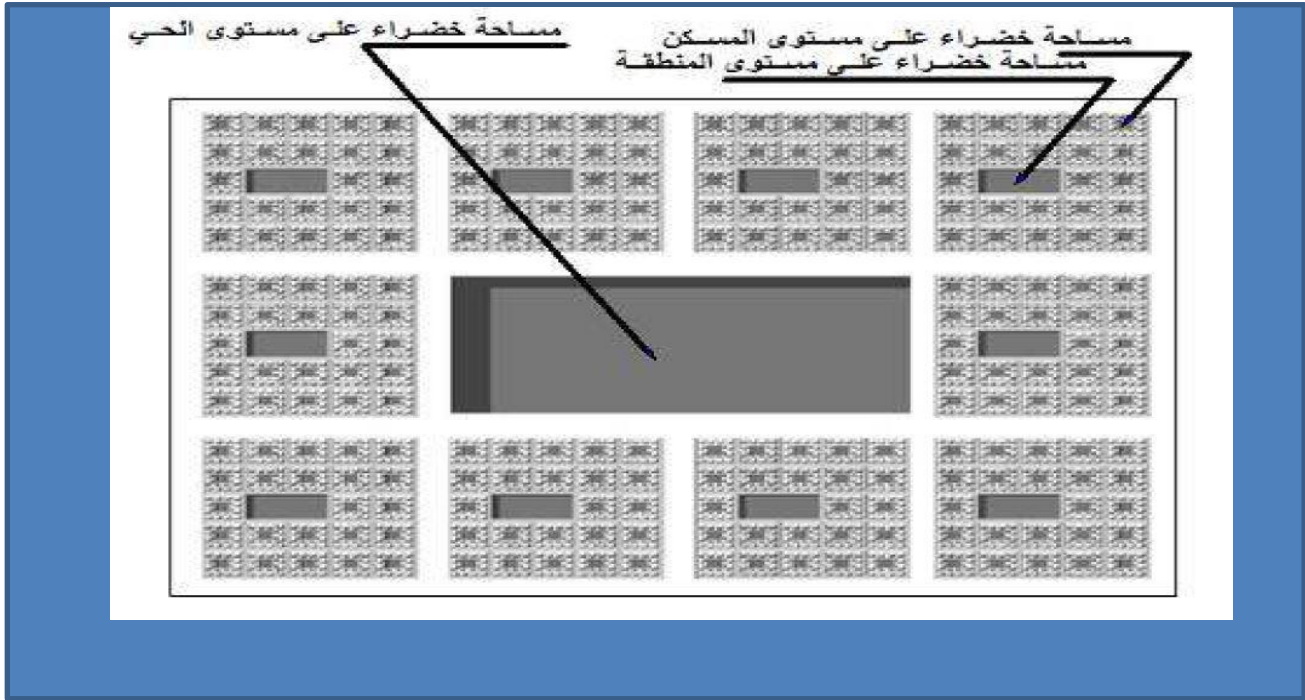 مساحة خضراء على مستوى المسكن
مساحة خضراء على مستوى المنطقة
مساحة خضراء على مستوى الحي